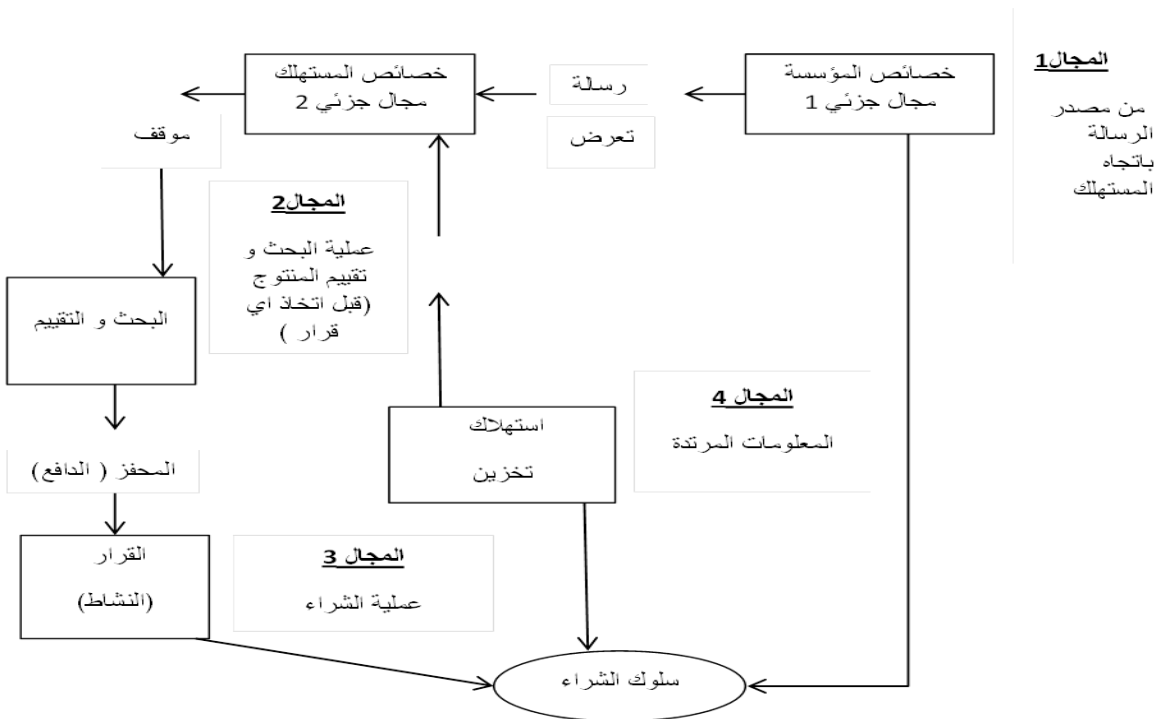 المجال1
من مصدر
الرسالة
باتجاه
المستهلك
خصائص المؤسسة
مجال جزئي 1
رسالة
تعرض
خصائص المستهلك
مجال جزئي 2
موقف
المجال2
عملية البحث و
تقييم المنتوج
(قبل اتخاذ اي
قرار )
البحث و التقييم
المجال 4
المعلومات المرتدة
استهلاك
تخزين
المحفز ( الدافع)
القرار
(النشاط)
المجال 3
عملية الشراء
سلوك الشراء